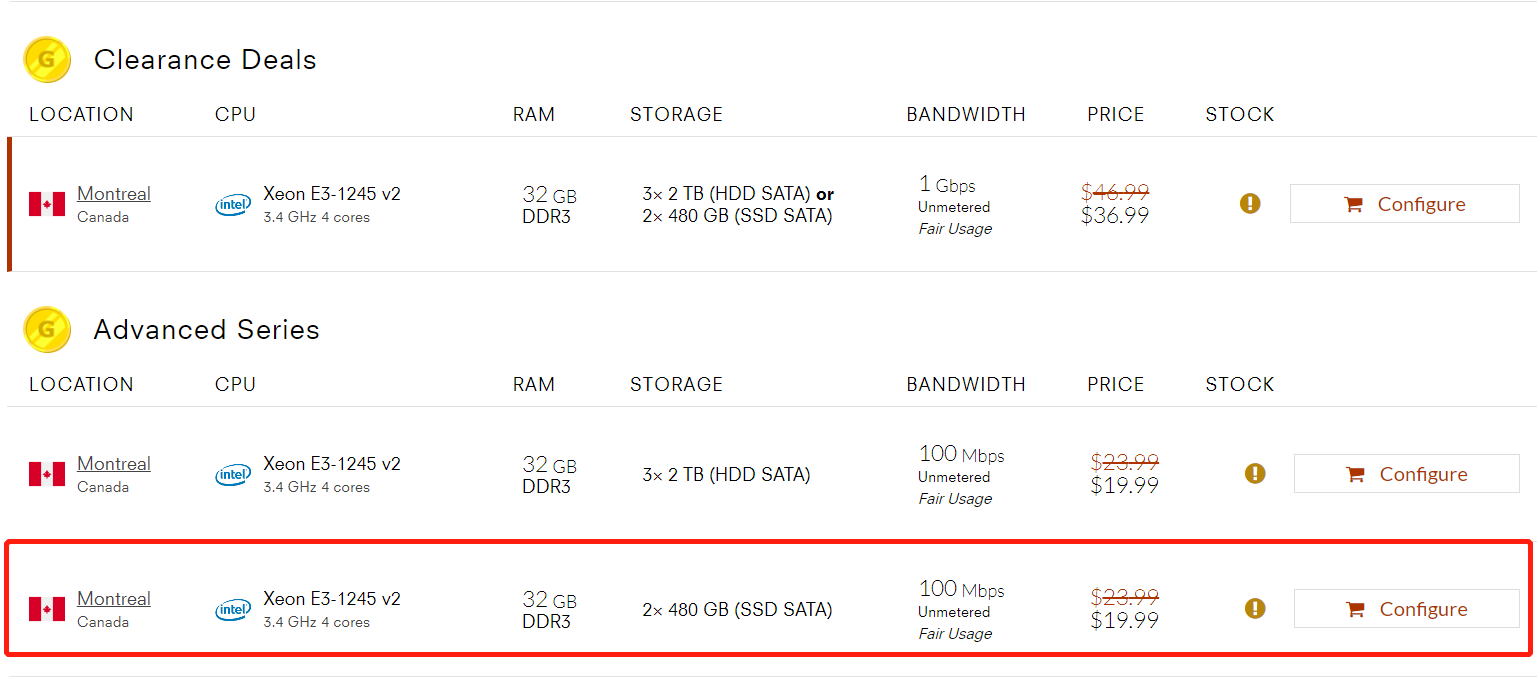 G Clearance Deals
LOCATION CPU RAM STORAGE BANDWIDTH PRICE STOCK
Montreal
Canada
intel
Xeon E3-1245 v2
3.4 GHz 4 cores
32 GB
DDR3
3× 2 TB (HDD SATA) or
2× 480 GB (SSD SATA)
1 Gbps
Unmetered
Fair Usage
$46.99
$36.99
!
Configure
G Advanced Series
LOCATION CPU RAM STORAGE BANDWIDTH PRICE STOCK
Montreal
Canada
intel
Xeon E3-1245 v2
3.4 GHz 4 cores
32 GB
DDR3
3× 2 TB (HDD SATA)
100 Mbps
Unmetered
Fair Usage
$23.99
$19.99
!
Configure
Montreal
Canada
intel
Xeon E3-1245 v2
3.4 GHz 4 cores
32 GB
DDR3
2× 480 GB (SSD SATA)
100 Mbps
Unmetered
Fair Usage
$23.99
$19.99
!
Configure